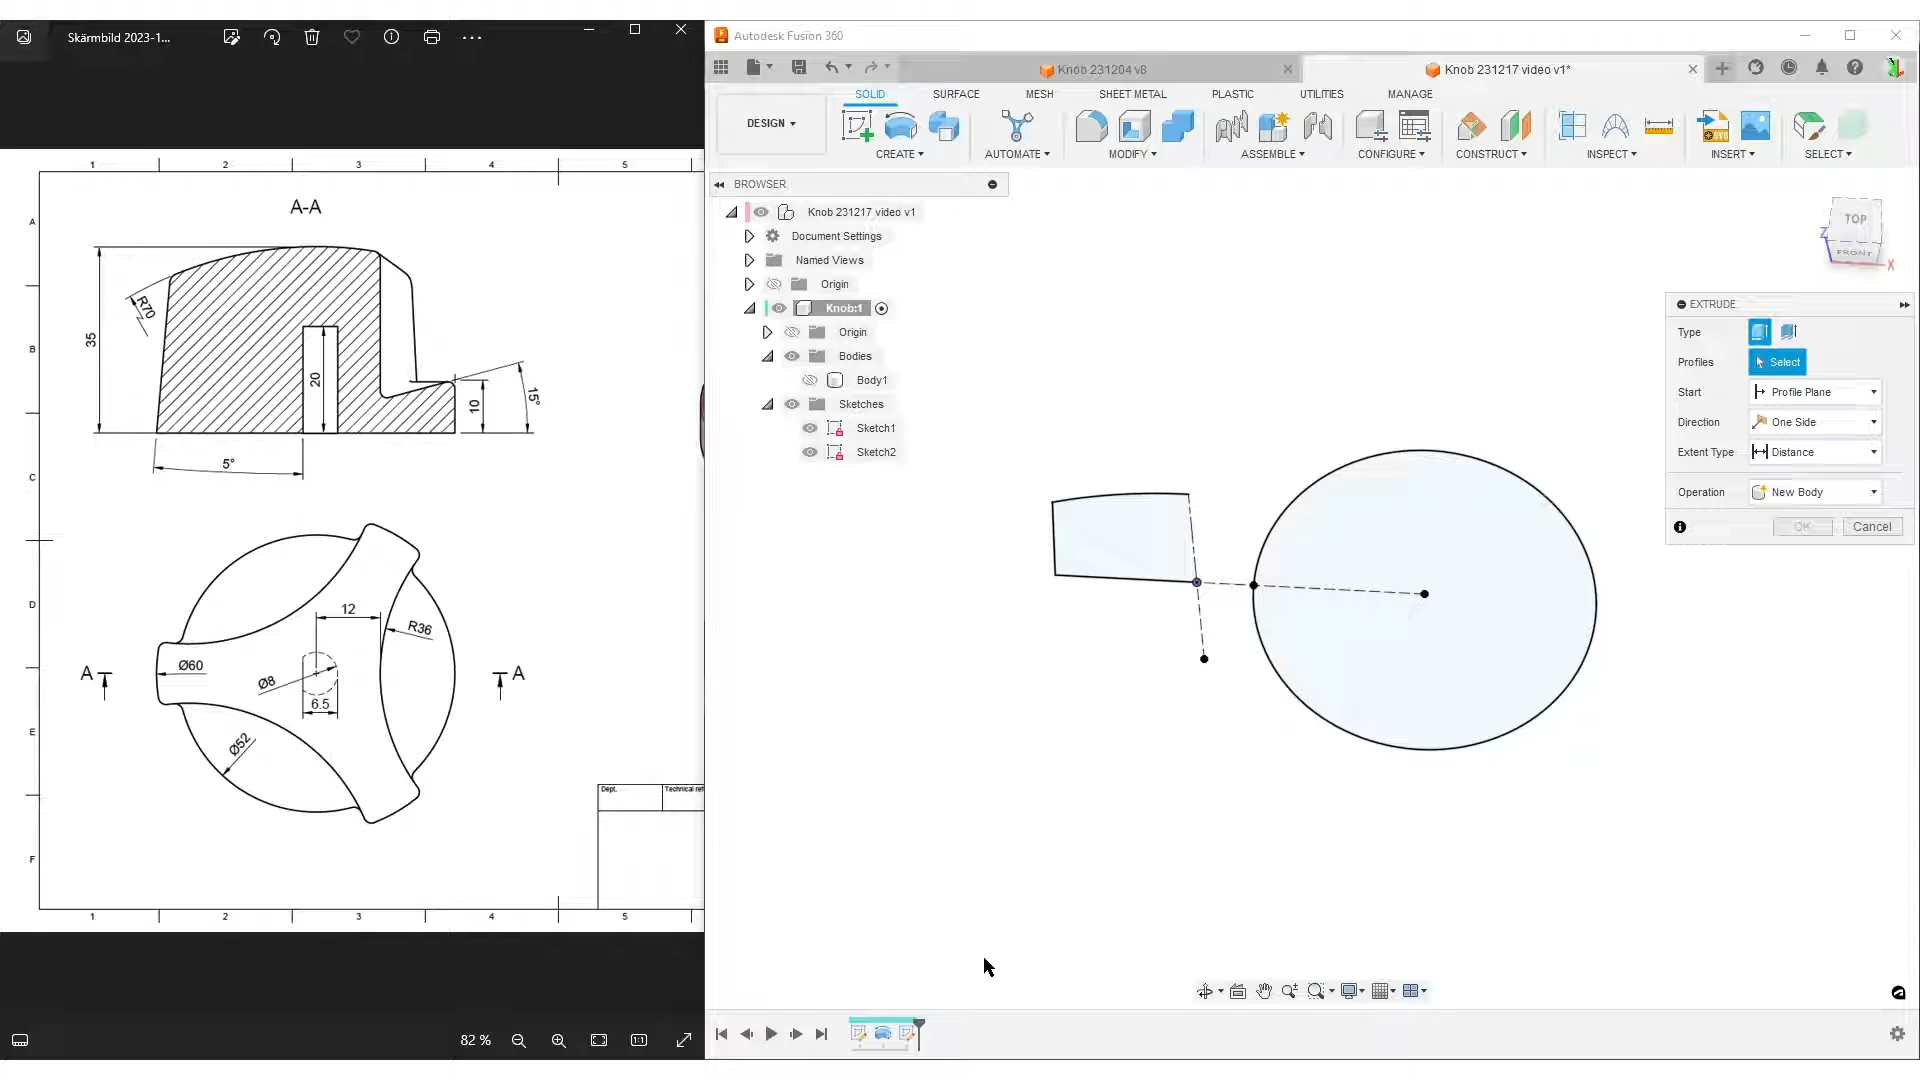 Skärmbild 2023-1...
1 2 3 4 5
A
B
C
D
E
F
A-A
R70
35
20
10
15°
5°
12
R36
A
A
Ø60
Ø8
6.5
Ø52
Dept.
Technical ref
1 2 3 4 5
82 %
1:1
Autodesk Fusion 360
Knob 231204 v8
Knob 231217 video v1*
SOLID SURFACE MESH SHEET METAL PLASTIC UTILITIES MANAGE
DESIGN
CREATE AUTOMATE MODIFY ASSEMBLE CONFIGURE CONSTRUCT INSPECT INSERT SELECT
SVG
BROWSER
Knob 231217 video v1
Document Settings
Named Views
Origin
Knob:1
Origin
Bodies
Body1
Sketches
Sketch1
Sketch2
TOP
Z
FRONT
X
EXTRUDE
Type
Profiles Select
Start Profile Plane
Direction One Side
Extent Type Distance
Operation New Body
OK Cancel